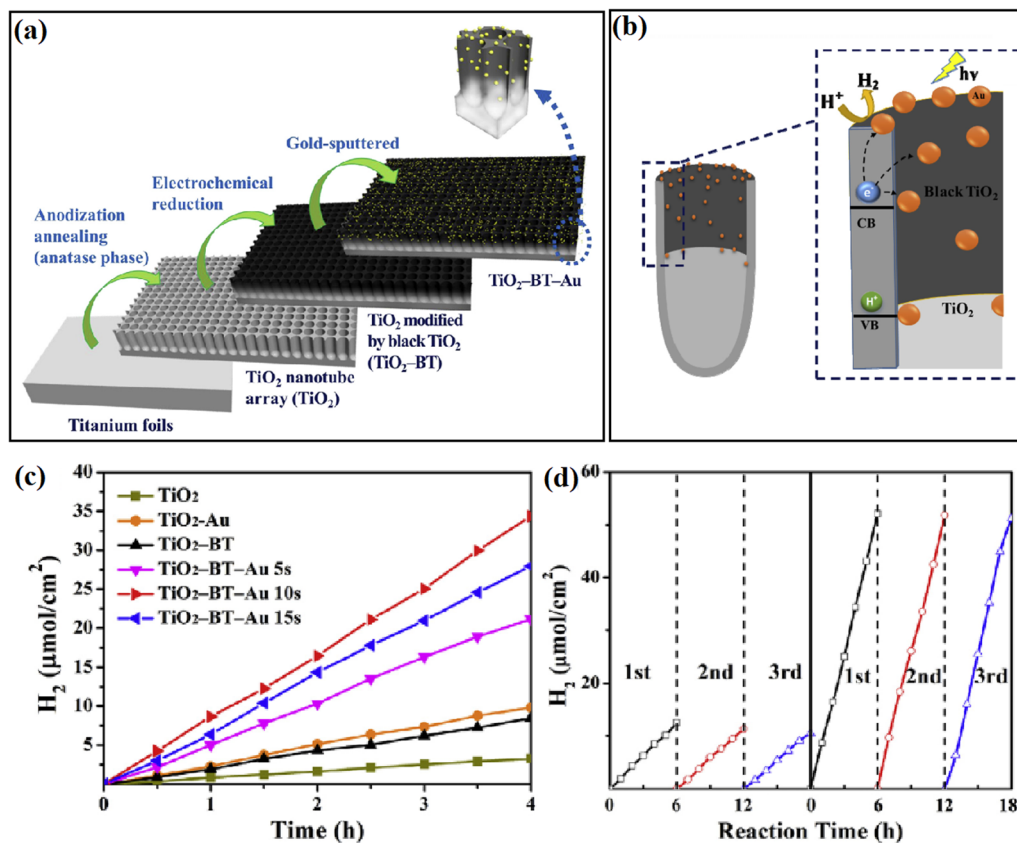 (a)
Gold-sputtered
Electrochemical
reduction
Anodization
annealing
(anatase phase)
TiO₂–BT–Au
TiO₂ modified
by black TiO₂
(TiO₂–BT)
TiO₂ nanotube
array (TiO₂)
Titanium foils
(b)
H⁺
H₂
hν
Au
e⁻
Black TiO₂
CB
H⁺
VB
TiO₂
(c)
H₂ (μmol/cm²)
40
35
30
25
20
15
10
5
0
TiO₂
TiO₂-Au
TiO₂–BT
TiO₂–BT–Au 5s
TiO₂–BT–Au 10s
TiO₂–BT–Au 15s
0 1 2 3 4
Time (h)
(d)
H₂ (μmol/cm²)
60
40
20
1st 2nd 3rd 1st 2nd 3rd
0 6 12 0 6 12 18
Reaction Time (h)